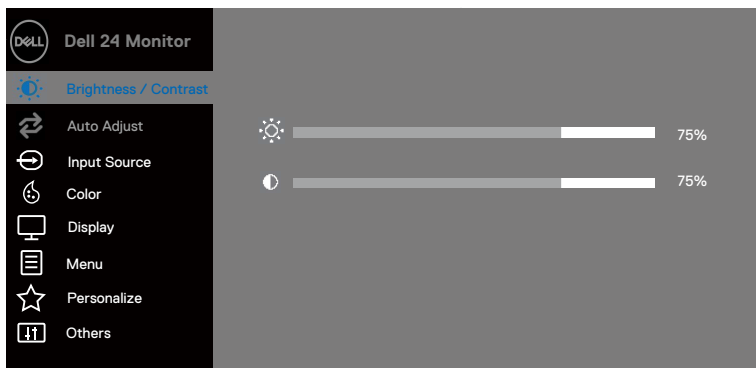 DELL
Dell 24 Monitor
Brightness / Contrast
Auto Adjust
Input Source
Color
Display
Menu
Personalize
Others
75%
75%